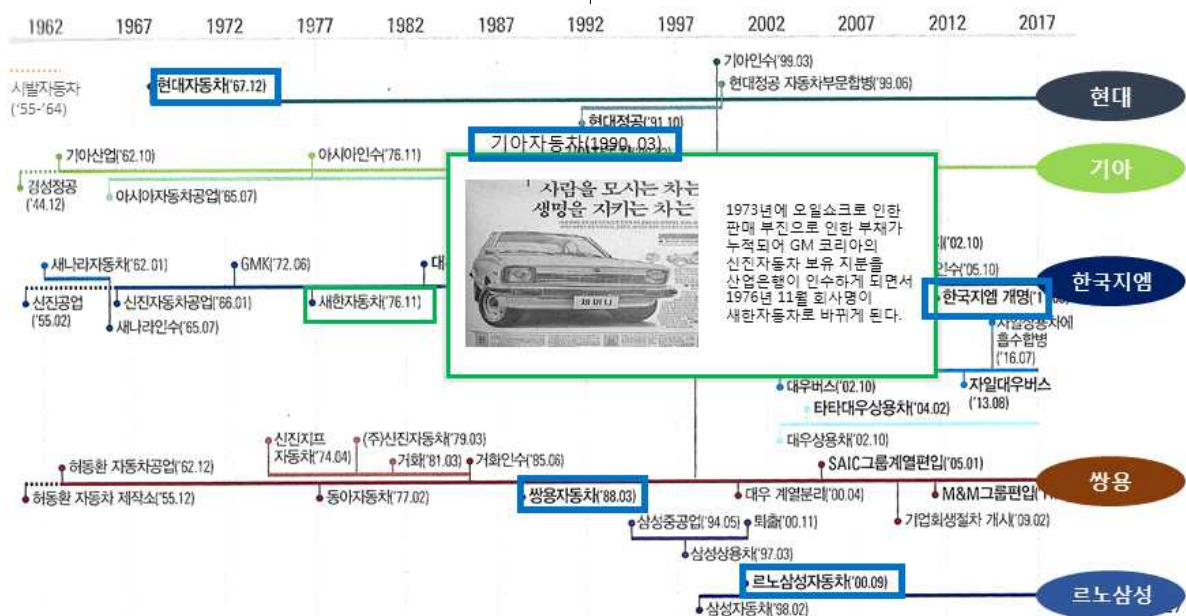 1962 1967 1972 1977 1982 1987 1992 1997 2002 2007 2012 2017
시발자동차
('55-'64)
현대자동차('67.12)
기아인수('99.03)
현대정공 자동차부문합병('99.06)
현대정공('91.10)
현대
기아자동차(1990, 03)
기아산업('62.10)
아시아인수('76.11)
경성정공
('44.12)
아시아자동차공업('65.07)
기아
사람을 모시는 차는
생명을 지키는 차는
제미니
1973년에 오일쇼크로 인한
판매 부진으로 인한 부채가
누적되어 GM 코리아의
신진자동차 보유 지분을
산업은행이 인수하게 되면서
1976년 11월 회사명이
새한자동차로 바뀌게 된다.
새나라자동차('62.01)
GMK('72.06)
('02.10)
인수('05.10)
신진공업
('55.02)
신진자동차공업('66.01)
새한자동차('76.11)
한국지엠 개명('1
새나라인수('65.07)
한국지엠
자일상용차에
흡수합병
('16.07)
대우버스('02.10)
자일대우버스
('13.08)
타타대우상용차('04.02)
대우상용차('02.10)
신진지프
자동차('74.04)
(주)신진자동차('79.03)
거화('81.03)
거화인수('85.06)
허동환 자동차공업('62.12)
SAIC그룹계열편입('05.01)
쌍용
허동환 자동차 제작소('55.12)
동아자동차('77.02)
쌍용자동차('88.03)
대우 계열분리('00.04)
M&M그룹편입('1
삼성중공업('94.05)
퇴출('00.11)
기업회생절차 개시('09.02)
삼성상용차('97.03)
르노삼성자동차('00.09)
삼성자동차('98.02)
르노삼성